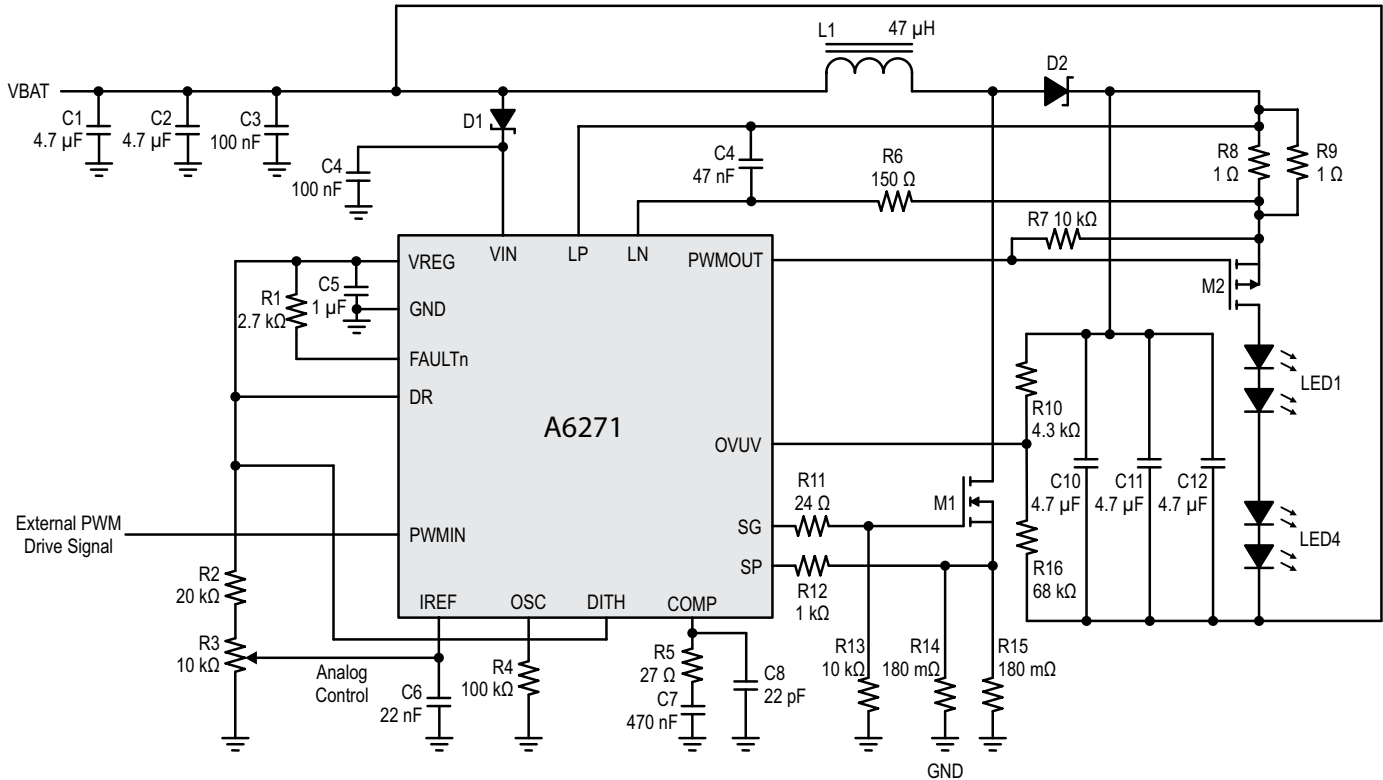 L1
47 µH
D2
VBAT
C1
4.7 µF
C2
4.7 µF
C3
100 nF
D1
C4
100 nF
C4
47 nF
R6
150 Ω
R8
1 Ω
R9
1 Ω
R7 10 kΩ
VIN
LP
LN
VREG
PWMOUT
C5
1 µF
R1
2.7 kΩ
GND
M2
FAULTn
LED1
DR
A6271
R10
4.3 kΩ
OVUV
C10
4.7 µF
C11
4.7 µF
C12
4.7 µF
R11
24 Ω
M1
External PWM
Drive Signal
PWMIN
SG
LED4
SP
R12
1 kΩ
R16
68 kΩ
R2
20 kΩ
IREF
OSC
DITH
COMP
R3
10 kΩ
Analog
Control
C6
22 nF
R4
100 kΩ
R5
27 Ω
C7
470 nF
C8
22 pF
R13
10 kΩ
R14
180 mΩ
R15
180 mΩ
GND